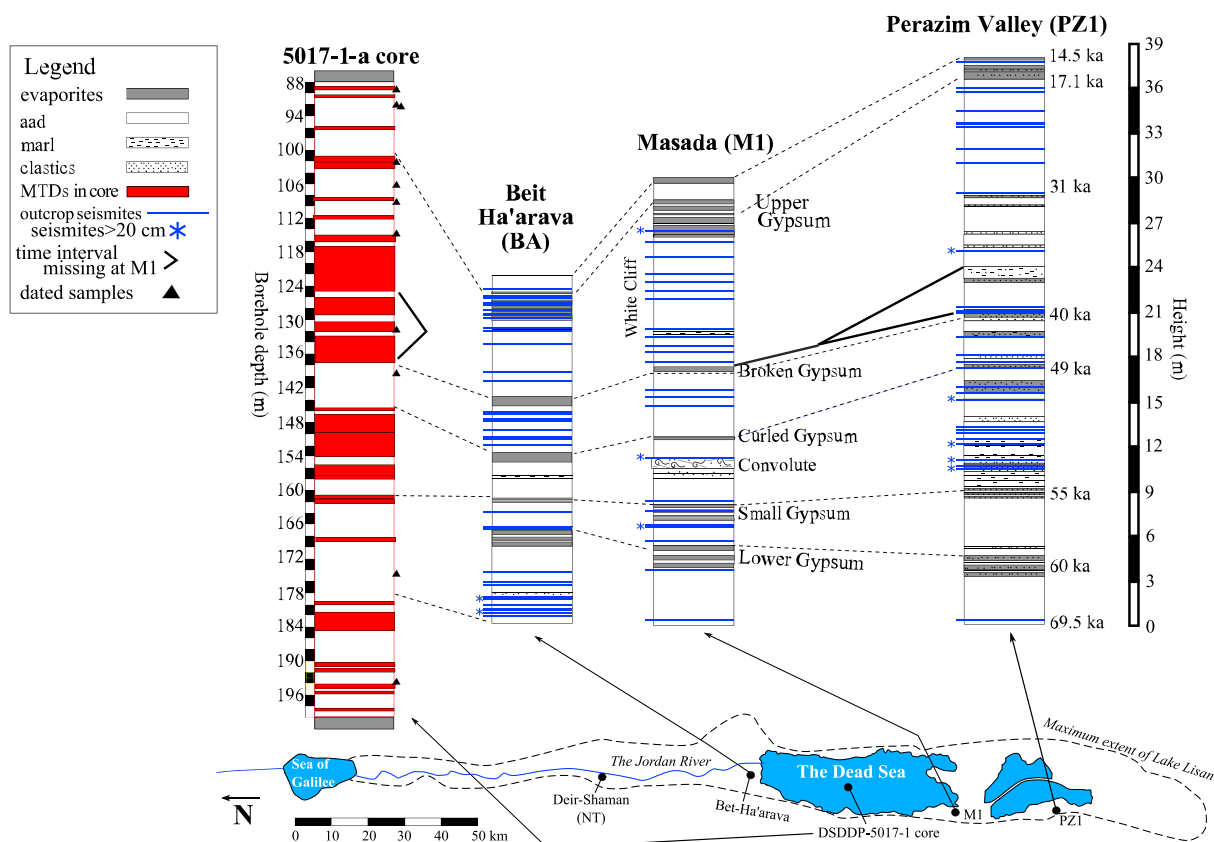 Legend
evaporites
aad
marl
clastics
MTDs in core
outcrop seismites
seismites>20 cm
time interval
missing at M1
dated samples
5017-1-a core
Borehole depth (m)
88
94
100
106
112
118
124
130
136
142
148
154
160
166
172
178
184
190
196
Beit
Ha'arava
(BA)
Masada (M1)
White Cliff
Upper
Gypsum
Broken Gypsum
Curled Gypsum
Convolute
Small Gypsum
Lower Gypsum
Perazim Valley (PZ1)
14.5 ka
17.1 ka
31 ka
40 ka
49 ka
55 ka
60 ka
69.5 ka
39
36
33
30
27
24
21
18
15
12
9
6
3
0
Height (m)
Sea of
Galilee
The Jordan River
The Dead Sea
Maximum extent of Lake Lisan
N
Deir-Shaman
(NT)
Bet-Ha'arava
M1
PZ1
DSDDP-5017-1 core
0 10 20 30 40 50 km